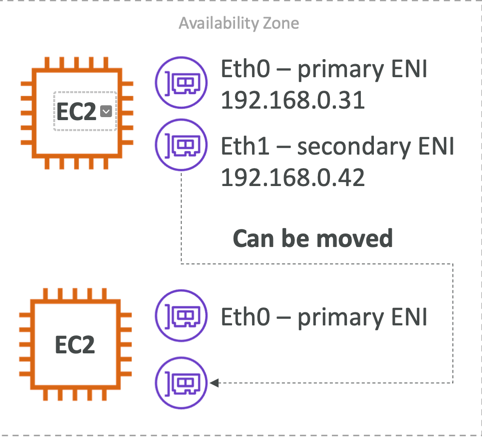 Availability Zone
EC2
Eth0 – primary ENI
192.168.0.31
Eth1 – secondary ENI
192.168.0.42
Can be moved
Eth0 – primary ENI
EC2